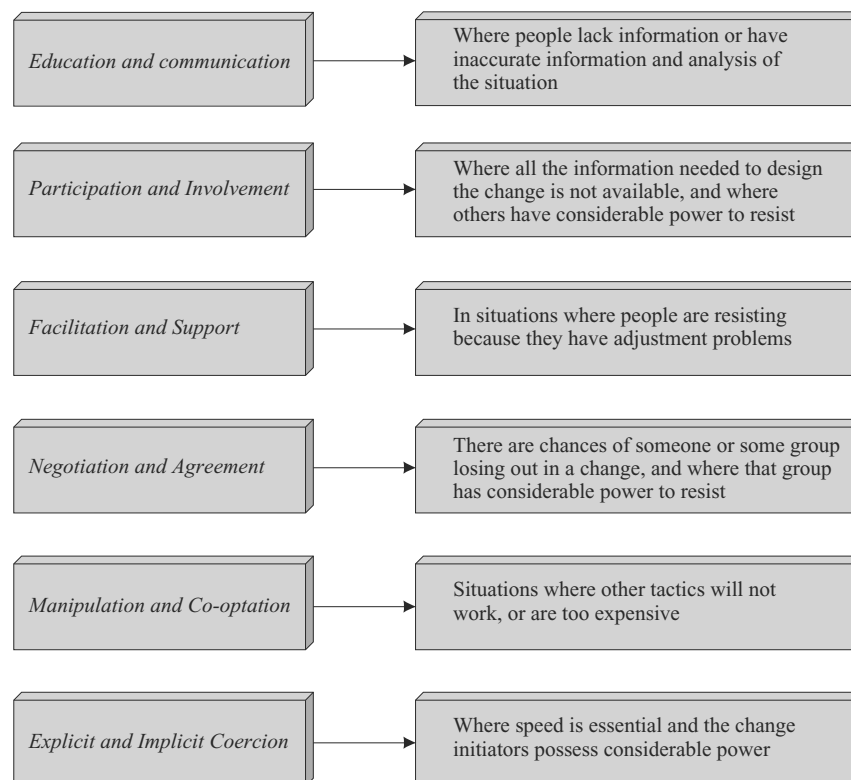 Education and communication
Where people lack information or have
inaccurate information and analysis of
the situation
Participation and Involvement
Where all the information needed to design
the change is not available, and where
others have considerable power to resist
Facilitation and Support
In situations where people are resisting
because they have adjustment problems
Negotiation and Agreement
There are chances of someone or some group
losing out in a change, and where that group
has considerable power to resist
Manipulation and Co-optation
Situations where other tactics will not
work, or are too expensive
Explicit and Implicit Coercion
Where speed is essential and the change
initiators possess considerable power